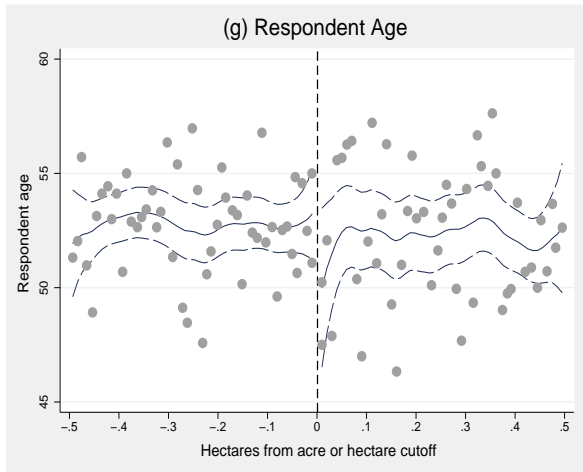 (g) Respondent Age
60
55
50
45
Respondent age
-.5 -.4 -.3 -.2 -.1 0 .1 .2 .3 .4 .5
Hectares from acre or hectare cutoff